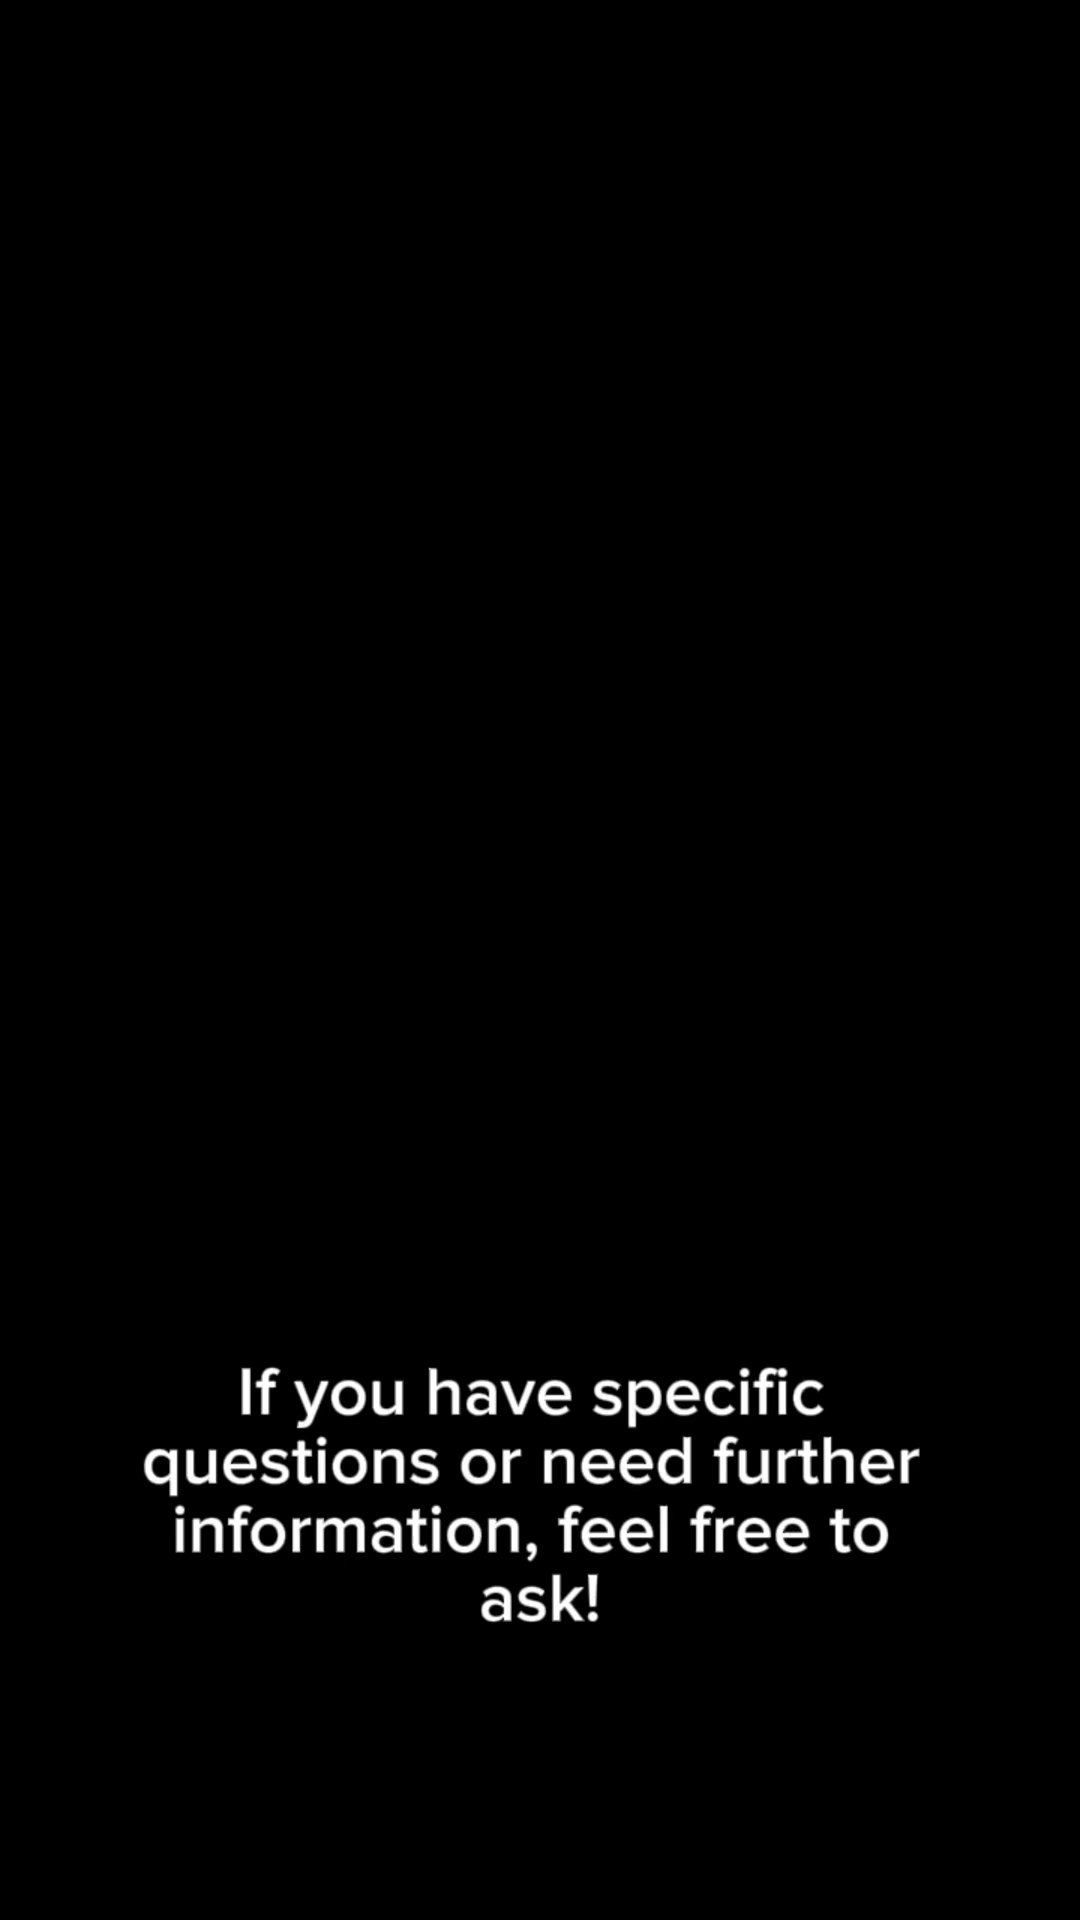 If you have specific
questions or need further
information, feel free to
ask!